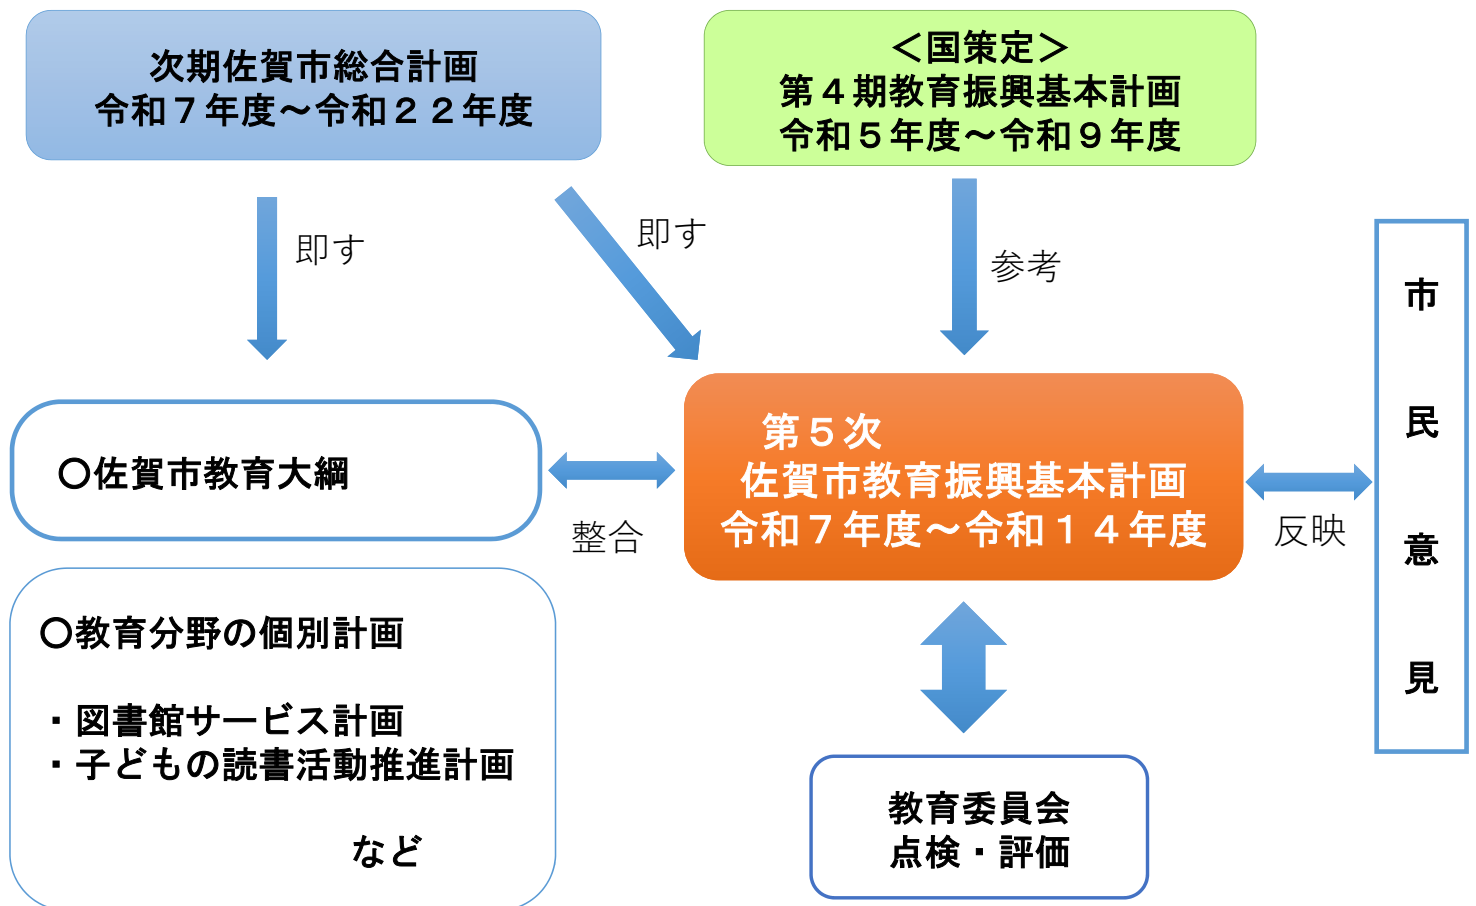 次期佐賀市総合計画
令和７年度～令和２２年度
＜国策定＞
第４期教育振興基本計画
令和５年度～令和９年度
即す
即す
参考
○佐賀市教育大綱
整合
第５次
佐賀市教育振興基本計画
令和７年度～令和１４年度
反映
市民意見
○教育分野の個別計画
・図書館サービス計画
・子どもの読書活動推進計画
など
教育委員会
点検・評価